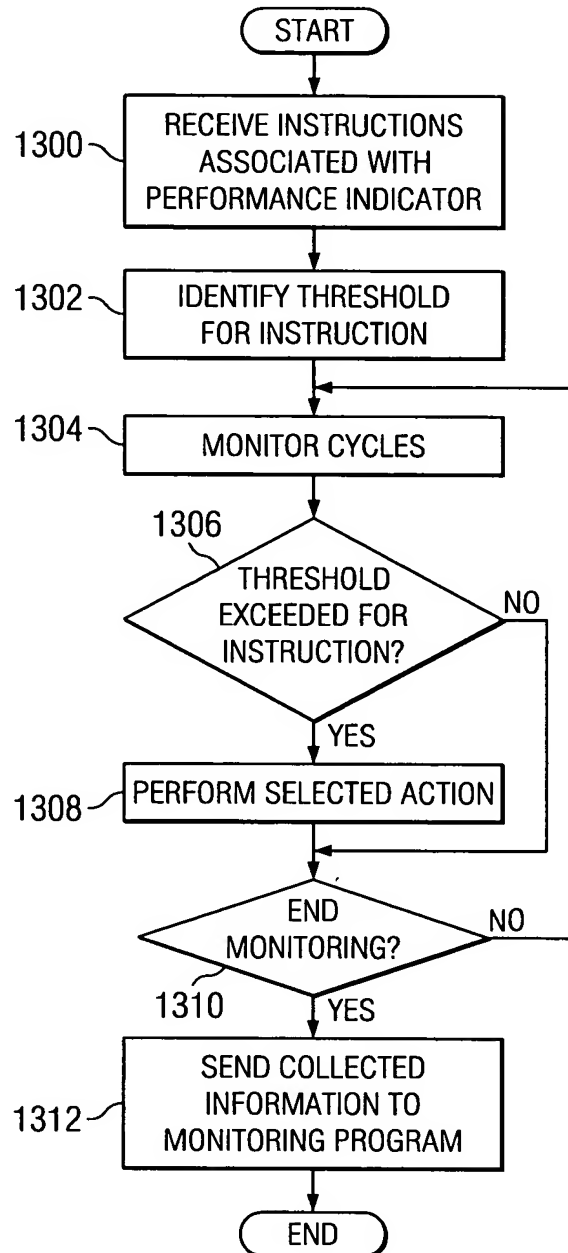 START
1300
RECEIVE INSTRUCTIONS
ASSOCIATED WITH
PERFORMANCE INDICATOR
1302
IDENTIFY THRESHOLD
FOR INSTRUCTION
1304
MONITOR CYCLES
1306
THRESHOLD
EXCEEDED FOR
INSTRUCTION?
NO
YES
1308
PERFORM SELECTED ACTION
END
MONITORING?
NO
1310
YES
1312
SEND COLLECTED
INFORMATION TO
MONITORING PROGRAM
END